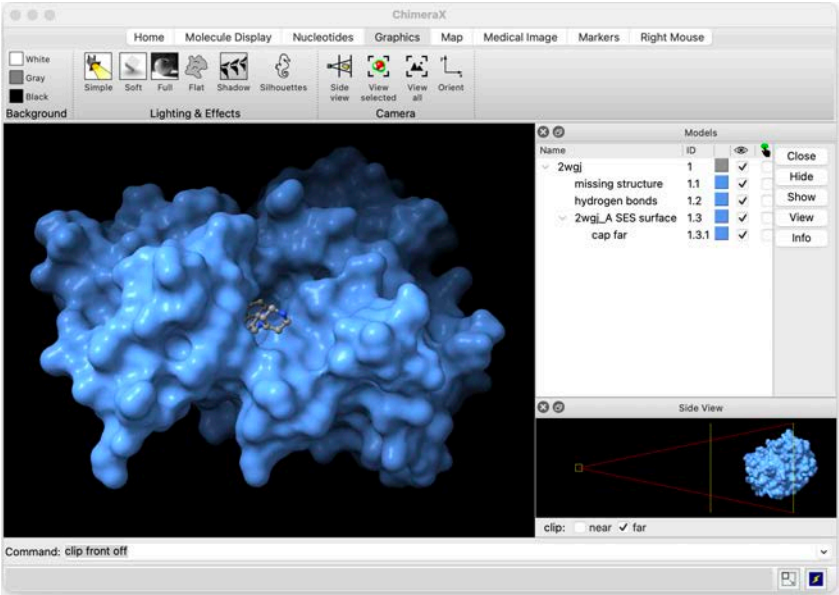 ChimeraX
Home Molecule Display Nucleotides Graphics Map Medical Image Markers Right Mouse
White
Gray
Black
Simple Soft Full Flat Shadow Silhouettes
Side view View selected View all Orient
Background Lighting & Effects Camera
Models
Name ID
2wgj 1
missing structure 1.1
hydrogen bonds 1.2
2wgj_A SES surface 1.3
cap far 1.3.1
Close
Hide
Show
View
Info
Side View
clip: near far
Command: clip front off